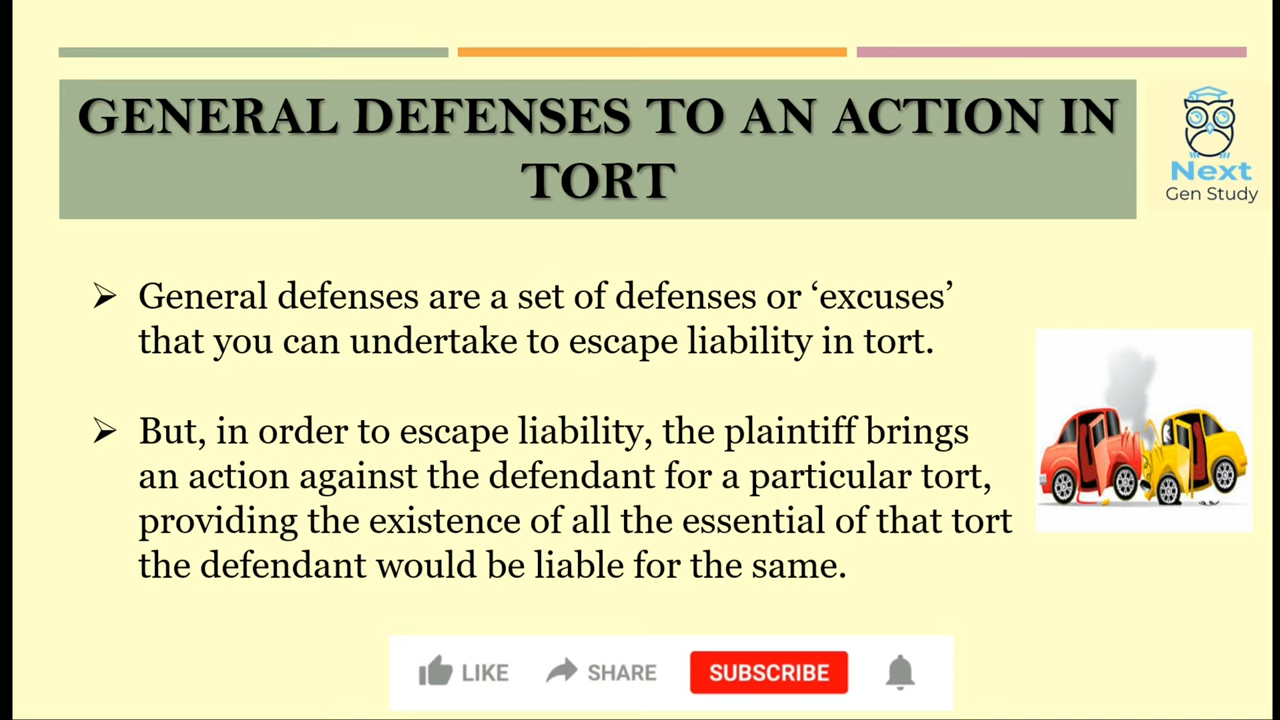 GENERAL DEFENSES TO AN ACTION IN
TORT
Next
Gen Study
➢ General defenses are a set of defenses or ‘excuses’
that you can undertake to escape liability in tort.
➢ But, in order to escape liability, the plaintiff brings
an action against the defendant for a particular tort,
providing the existence of all the essential of that tort
the defendant would be liable for the same.
LIKE SHARE SUBSCRIBE